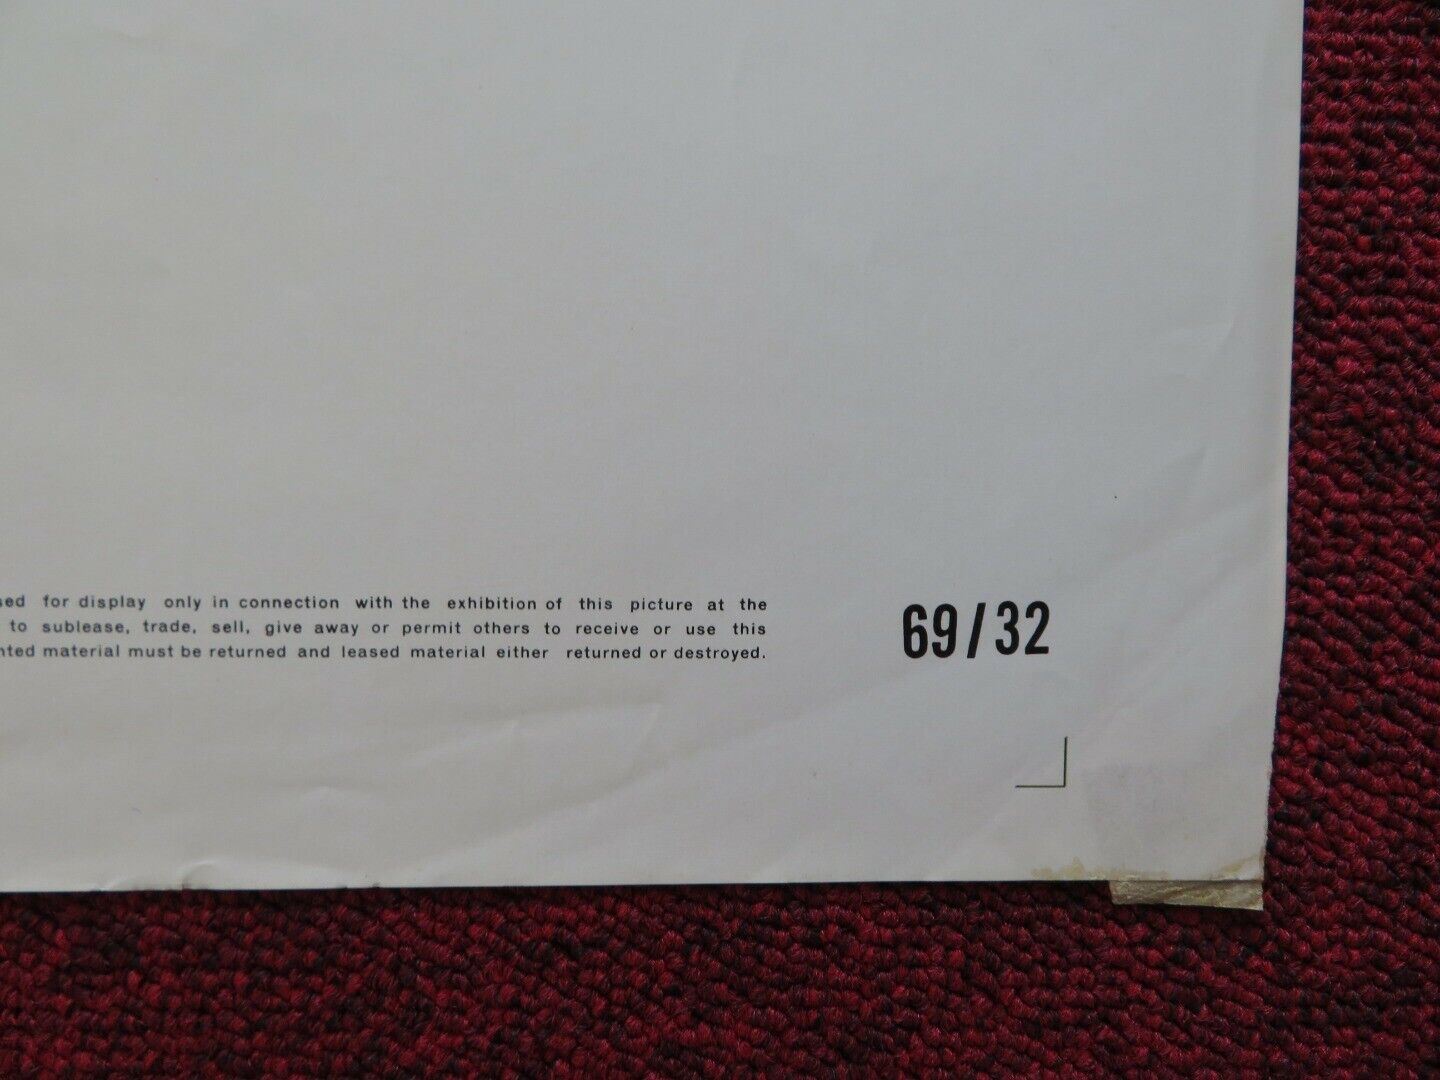 for display only in connection with the exhibition of this picture at the
to sublease, trade, sell, give away or permit others to receive or use this
material must be returned and leased material either returned or destroyed.
69/32